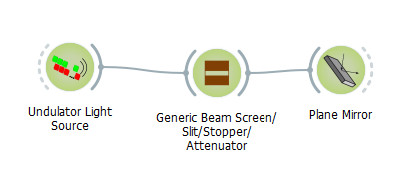 Undulator Light
Source
Generic Beam Screen/
Slit/Stopper/
Attenuator
Plane Mirror